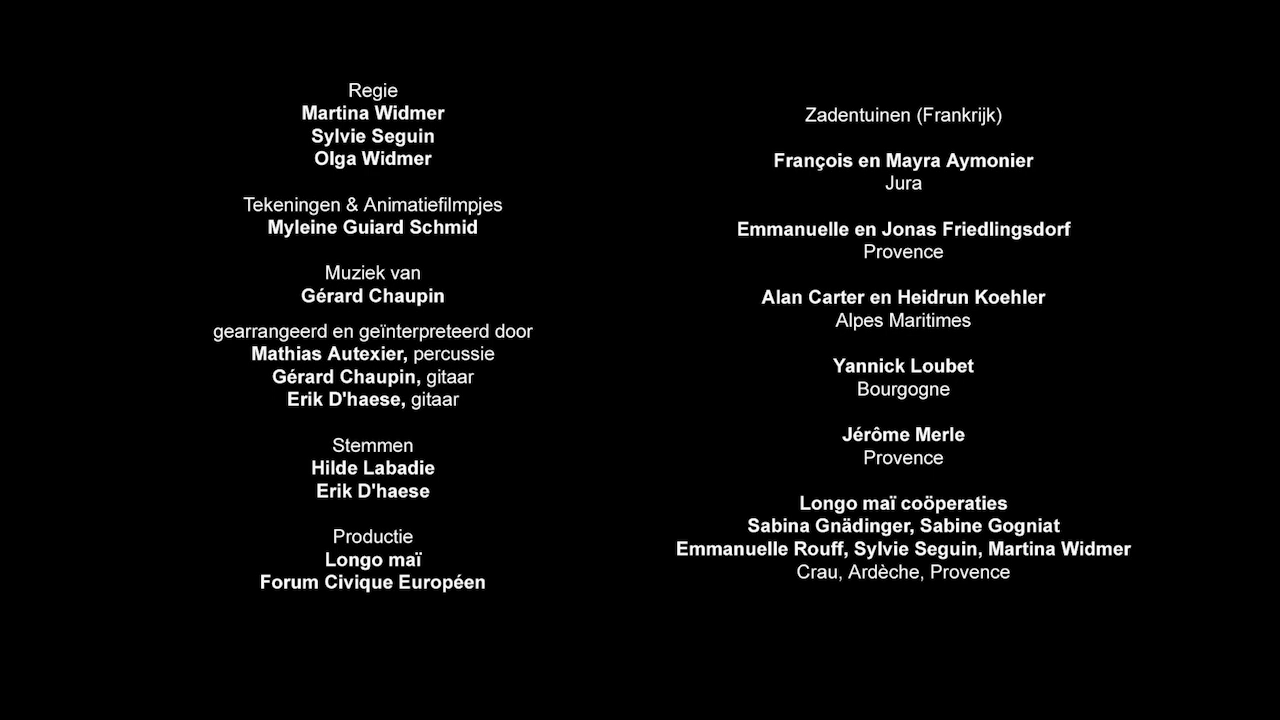 Regie
Martina Widmer
Sylvie Seguin
Olga Widmer
Tekeningen & Animatiefilmpjes
Myleine Guiard Schmid
Muziek van
Gérard Chaupin
gearrangeerd en geïnterpreteerd door
Mathias Autexier, percussie
Gérard Chaupin, gitaar
Erik D'haese, gitaar
Stemmen
Hilde Labadie
Erik D'haese
Productie
Longo maï
Forum Civique Européen
Zadentuinen (Frankrijk)
François en Mayra Aymonier
Jura
Emmanuelle en Jonas Friedlingsdorf
Provence
Alan Carter en Heidrun Koehler
Alpes Maritimes
Yannick Loubet
Bourgogne
Jérôme Merle
Provence
Longo maï coöperaties
Sabina Gnädinger, Sabine Gogniat
Emmanuelle Rouff, Sylvie Seguin, Martina Widmer
Crau, Ardèche, Provence